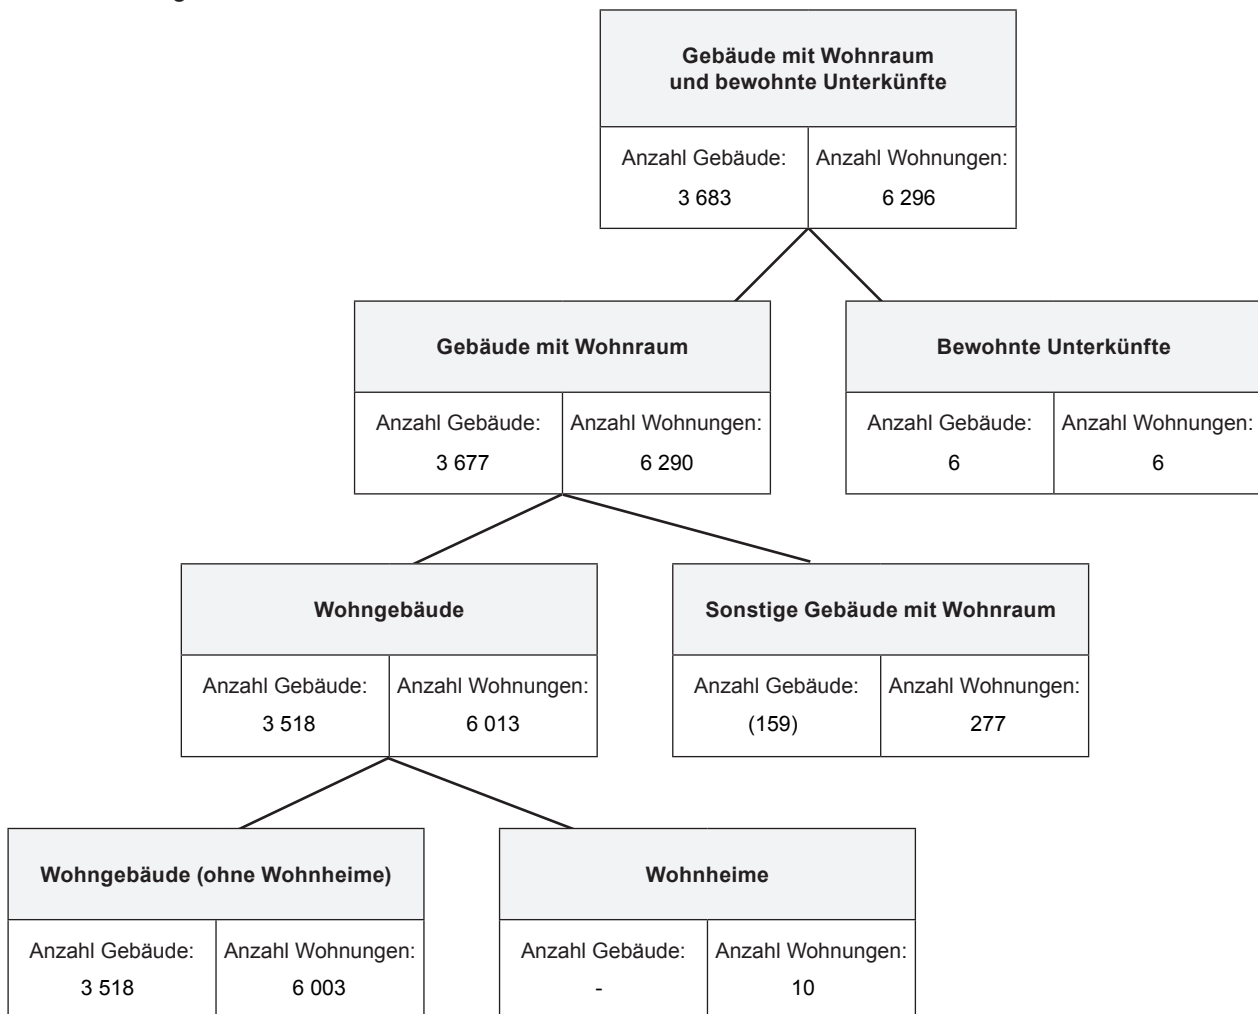 Gebäude mit Wohnraum
und bewohnte Unterkünfte
Anzahl Gebäude: Anzahl Wohnungen:
3 683 6 296
Gebäude mit Wohnraum Bewohnte Unterkünfte
Anzahl Gebäude: Anzahl Wohnungen: Anzahl Gebäude: Anzahl Wohnungen:
3 677 6 290 6 6
Wohngebäude Sonstige Gebäude mit Wohnraum
Anzahl Gebäude: Anzahl Wohnungen: Anzahl Gebäude: Anzahl Wohnungen:
3 518 6 013 (159) 277
Wohngebäude (ohne Wohnheime) Wohnheime
Anzahl Gebäude: Anzahl Wohnungen: Anzahl Gebäude: Anzahl Wohnungen:
3 518 6 003 - 10